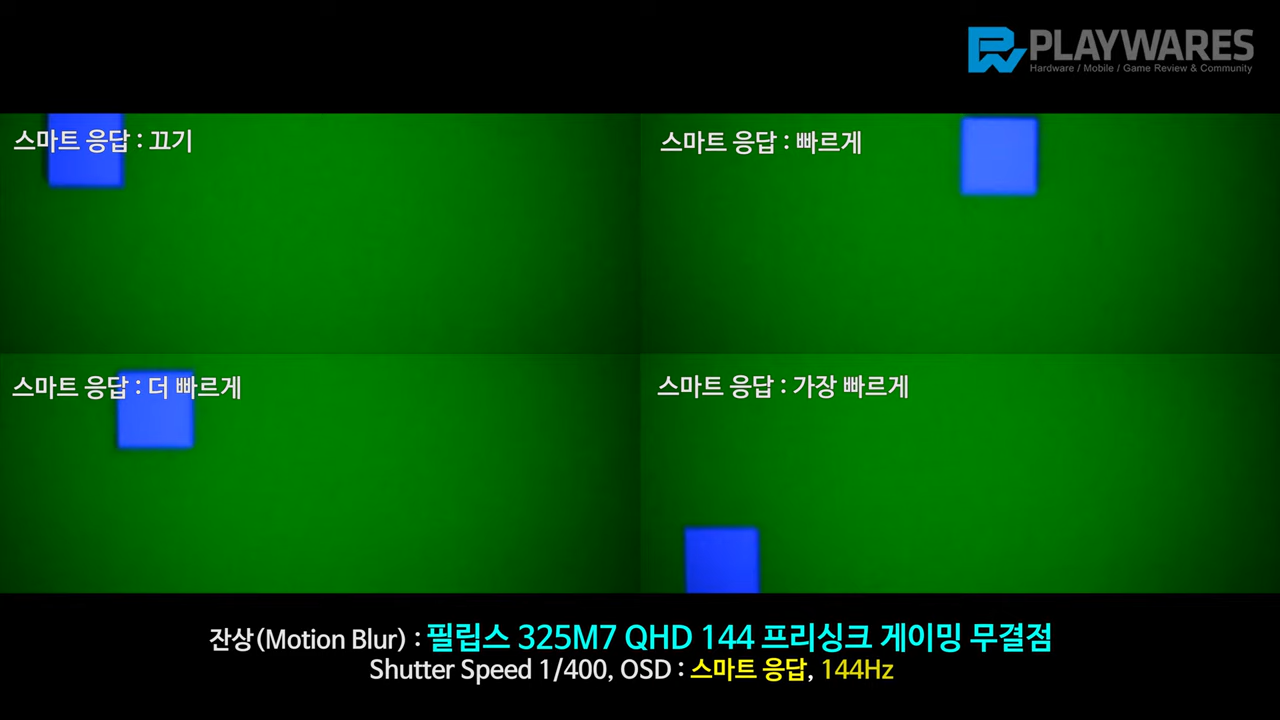 PLAYWARES
Hardware / Mobile / Game Review & Community
스마트 응답 : 끄기
스마트 응답 : 빠르게
스마트 응답 : 더 빠르게
스마트 응답 : 가장 빠르게
잔상(Motion Blur) : 필립스 325M7 QHD 144 프리싱크 게이밍 무결점
Shutter Speed 1/400, OSD : 스마트 응답, 144Hz